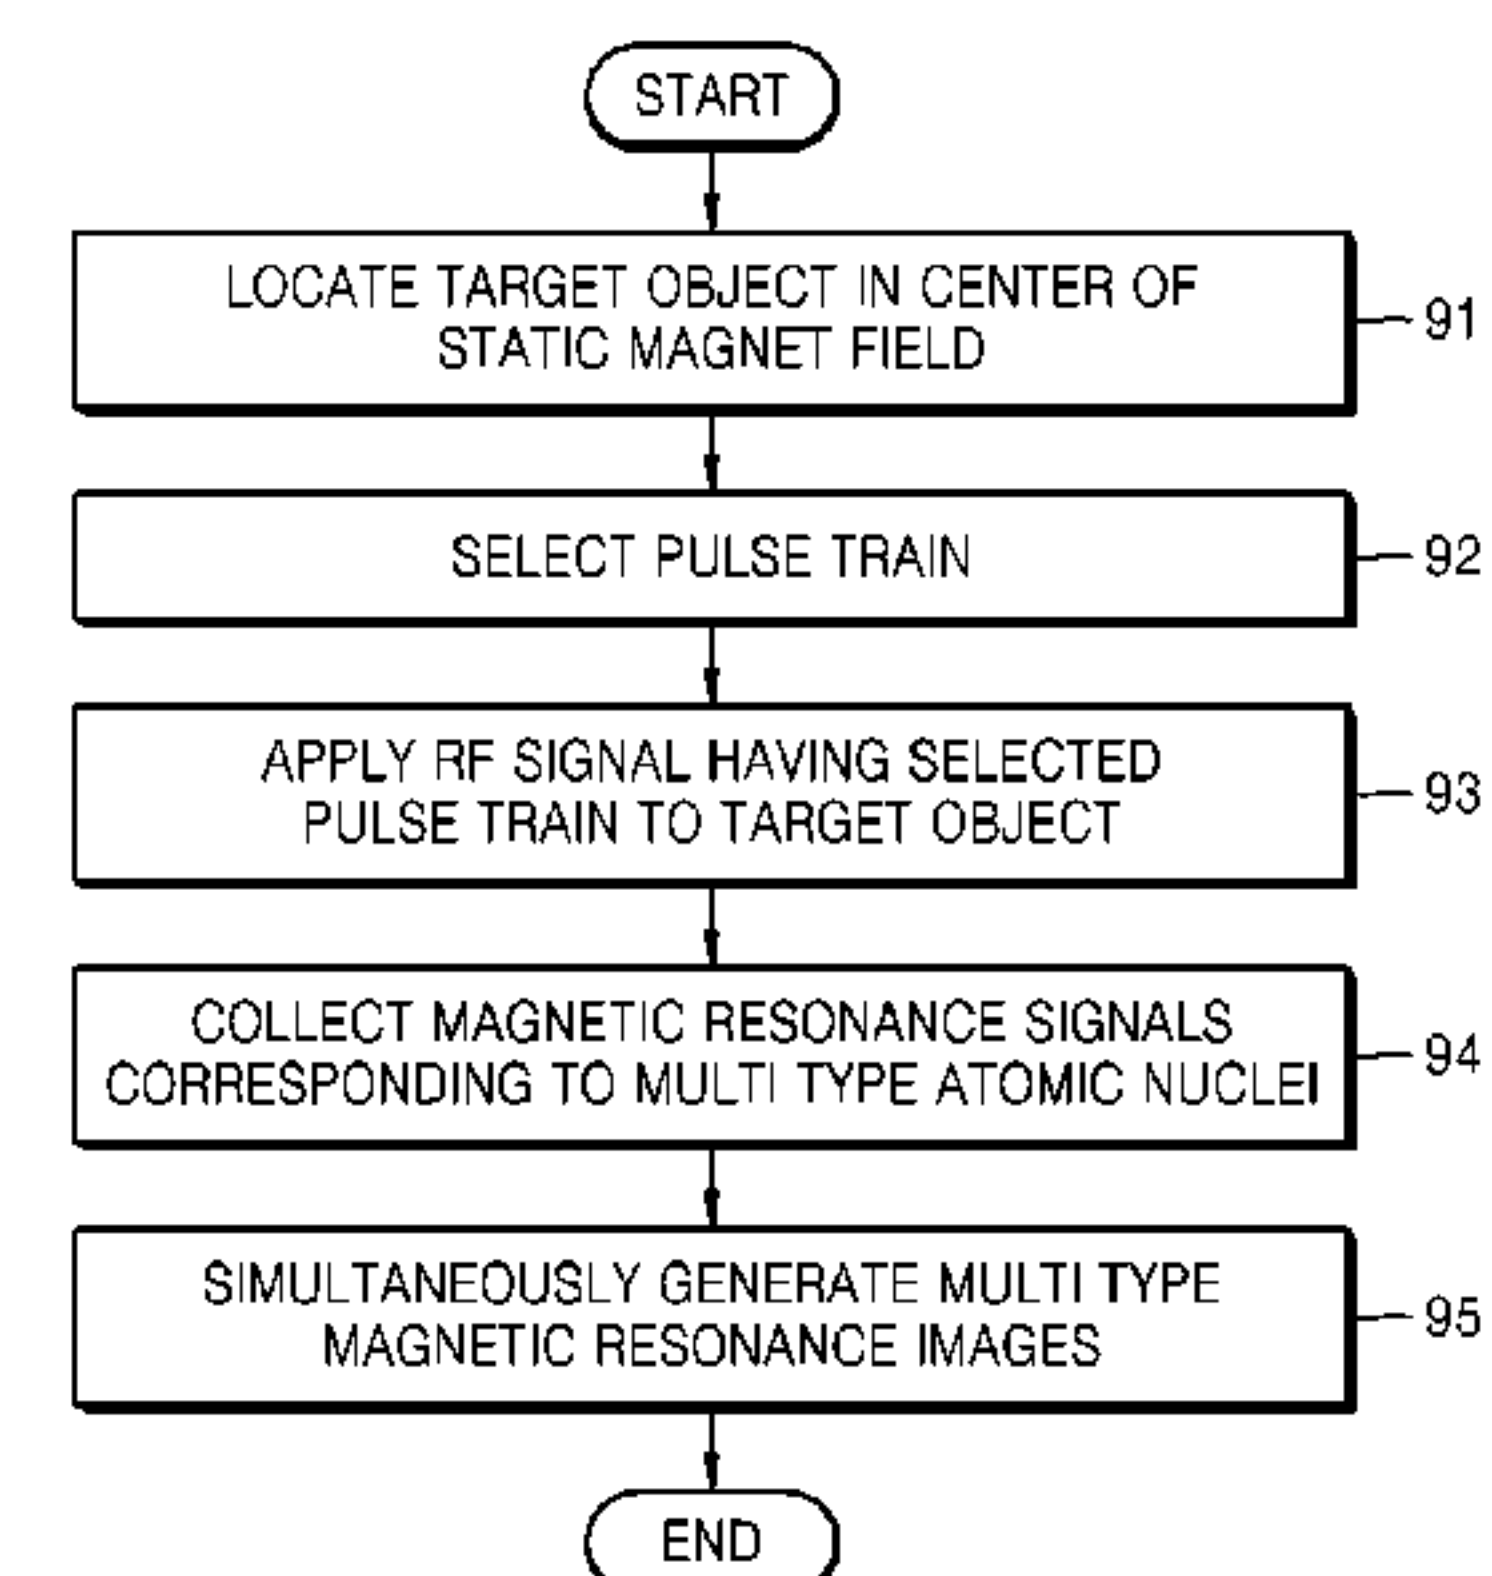 START
LOCATE TARGET OBJECT IN CENTER OF
STATIC MAGNET FIELD
91
SELECT PULSE TRAIN
92
APPLY RF SIGNAL HAVING SELECTED
PULSE TRAIN TO TARGET OBJECT
93
COLLECT MAGNETIC RESONANCE SIGNALS
CORRESPONDING TO MULTI TYPE ATOMIC NUCLEI
94
SIMULTANEOUSLY GENERATE MULTI TYPE
MAGNETIC RESONANCE IMAGES
95
END